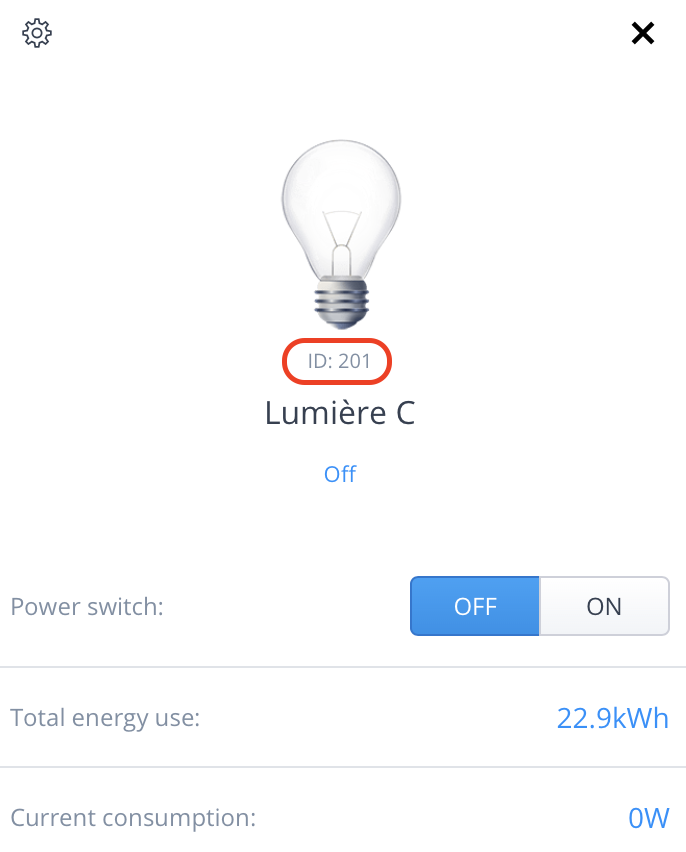 ID: 201
Lumière C
Off
Power switch: OFF ON
Total energy use: 22.9kWh
Current consumption: 0W